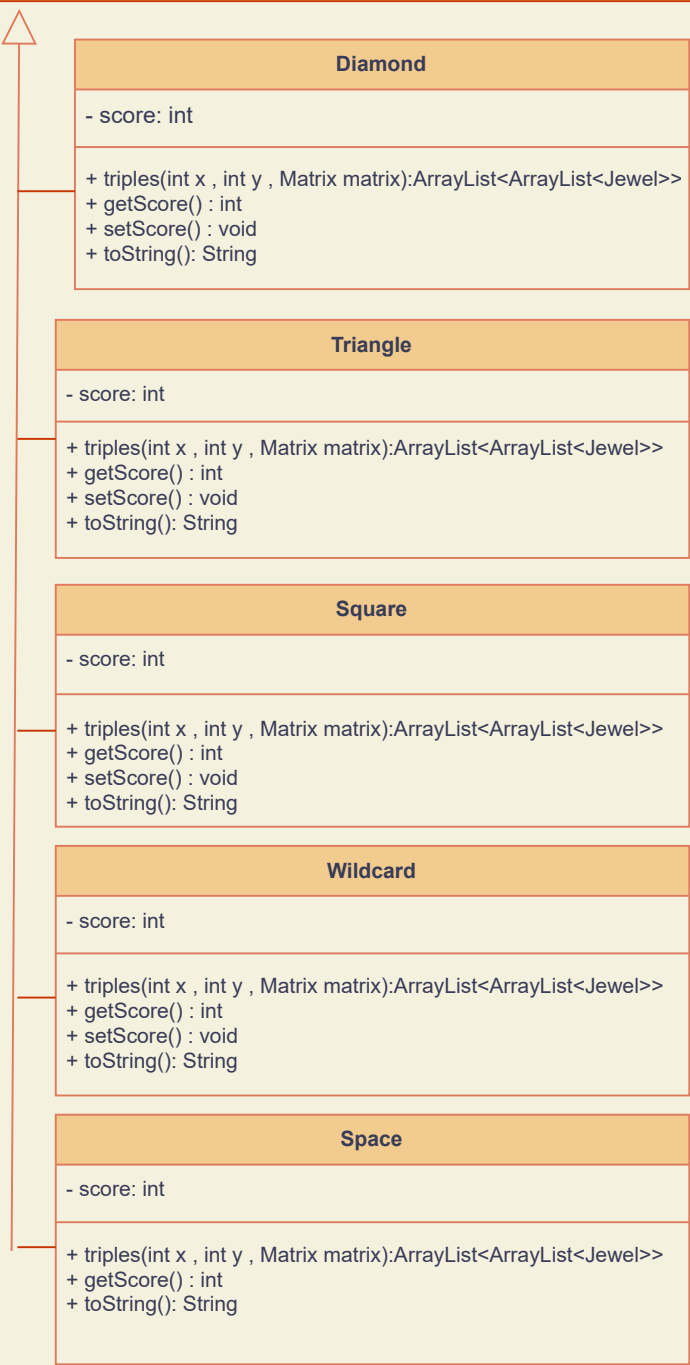 Diamond
- score: int
+ triples(int x , int y , Matrix matrix):ArrayList<ArrayList<Jewel>>
+ getScore() : int
+ setScore() : void
+ toString(): String
Triangle
- score: int
+ triples(int x , int y , Matrix matrix):ArrayList<ArrayList<Jewel>>
+ getScore() : int
+ setScore() : void
+ toString(): String
Square
- score: int
+ triples(int x , int y , Matrix matrix):ArrayList<ArrayList<Jewel>>
+ getScore() : int
+ setScore() : void
+ toString(): String
Wildcard
- score: int
+ triples(int x , int y , Matrix matrix):ArrayList<ArrayList<Jewel>>
+ getScore() : int
+ setScore() : void
+ toString(): String
Space
- score: int
+ triples(int x , int y , Matrix matrix):ArrayList<ArrayList<Jewel>>
+ getScore() : int
+ toString(): String